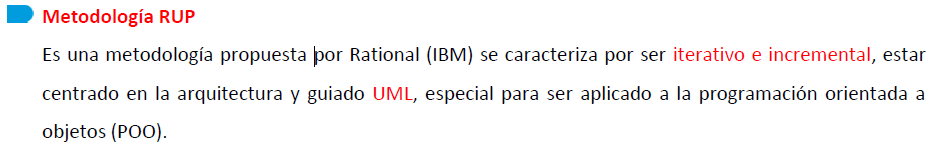 Metodología RUP
Es una metodología propuesta por Rational (IBM) se caracteriza por ser iterativo e incremental, estar
centrado en la arquitectura y guiado UML, especial para ser aplicado a la programación orientada a
objetos (POO).